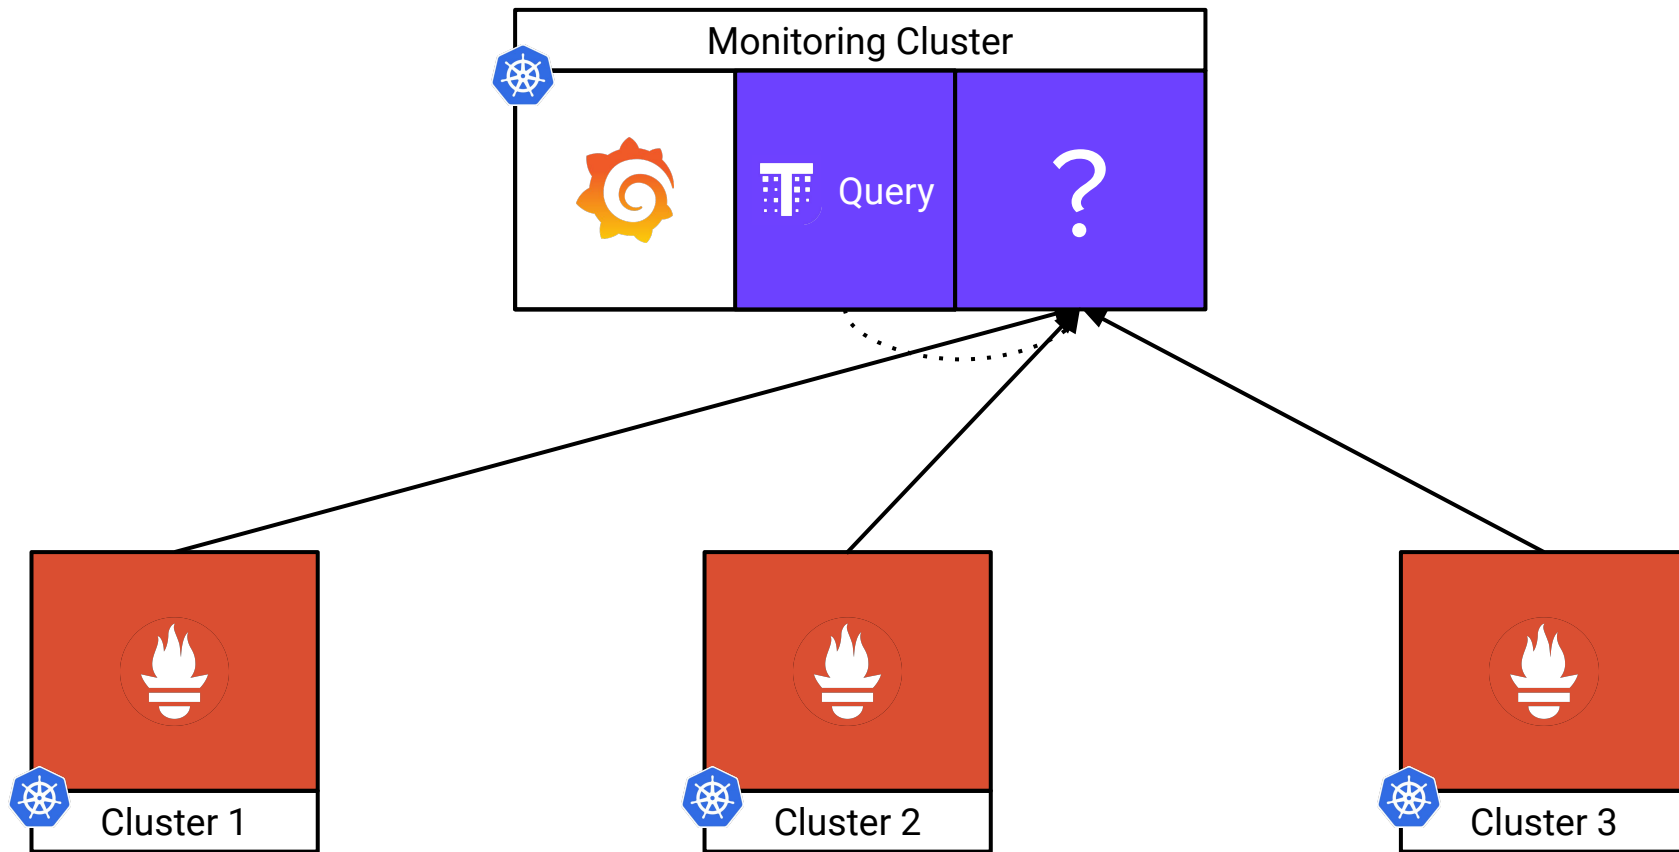 Monitoring Cluster
T Query
?
Cluster 1
Cluster 2
Cluster 3